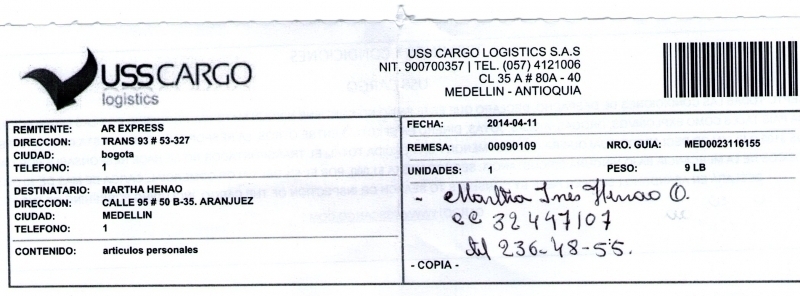 USSCARGO
logistics
USS CARGO LOGISTICS S.A.S
NIT. 900700357 | TEL. (057) 4121006
CL 35 A # 80A - 40
MEDELLIN - ANTIOQUIA
REMITENTE: AR EXPRESS
DIRECCION: TRANS 93 # 53-327
CIUDAD: bogota
TELEFONO: 1
DESTINATARIO: MARTHA HENAO
DIRECCION: CALLE 95 # 50 B-35. ARANJUEZ
CIUDAD: MEDELLIN
TELEFONO: 1
CONTENIDO: articulos personales
FECHA: 2014-04-11
REMESA: 00090109 NRO. GUIA: MED0023116155
UNIDADES: 1 PESO: 9 LB
- Martha Inés Henao O.
cc 32447107
tel 236-48-55.
- COPIA -